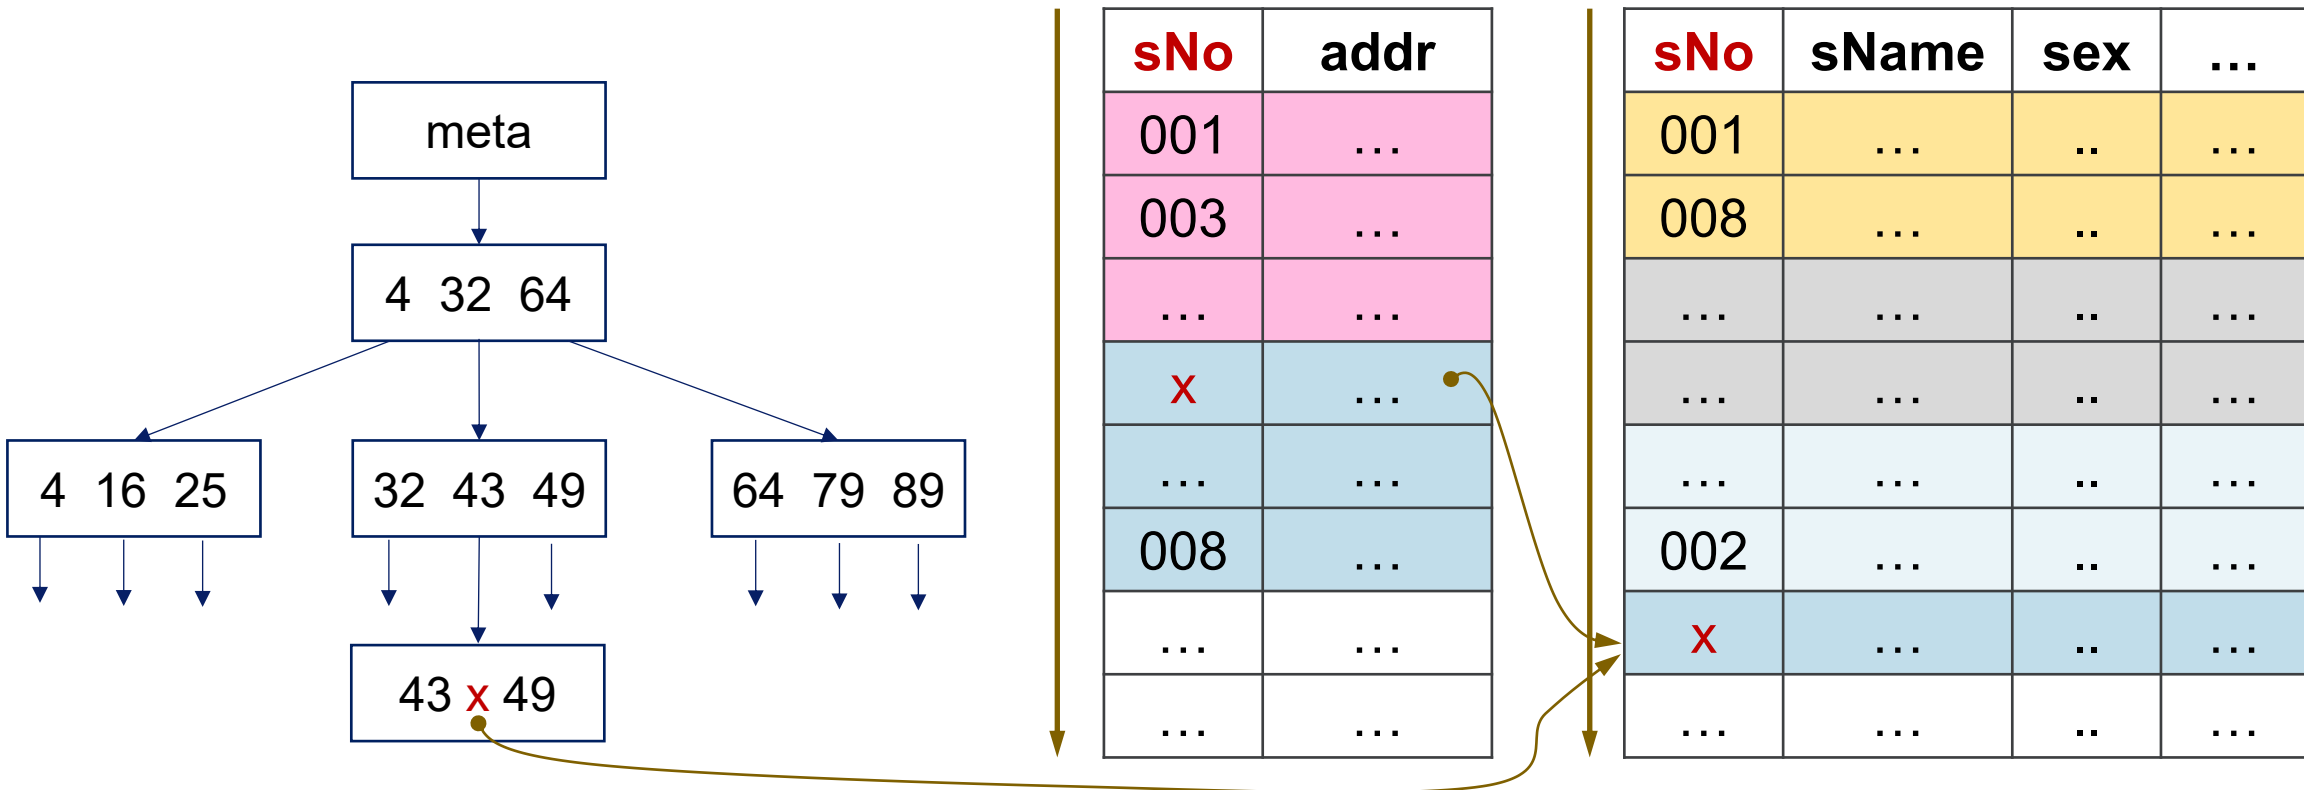 meta
4 32 64
4 16 25
32 43 49
64 79 89
43 x 49
sNo addr
001 ...
003 ...
... ...
x ...
... ...
008 ...
... ...
... ...
sNo sName sex ...
001 ... .. ...
008 ... .. ...
... ... .. ...
... ... .. ...
... ... .. ...
002 ... .. ...
x ... .. ...
... ... .. ...